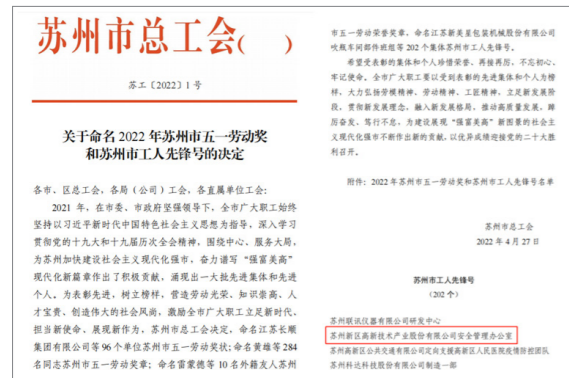 苏州市总工会( )
苏工〔2022〕1号
关于命名2022年苏州市五一劳动奖
和苏州市工人先锋号的决定
各市、区总工会,各局(公司)工会,各直属单位工会:
2021年,在市委、市政府坚强领导下,全市广大职工始终
坚持以习近平新时代中国特色社会主义思想为指导,深入学习
贯彻党的十九大和十九届历次全会精神,围绕中心、服务大局,
为苏州加快建设社会主义现代化强市,奋力谱写“强富美高”
现代化新篇章作出了积极贡献,涌现出一大批先进集体和先进
个人。为表彰先进,树立榜样,营造劳动光荣、知识崇高、人
才宝贵、创造伟大的社会风尚,激励全市广大职工立足新时代、
担当新使命、展现新作为,苏州市总工会决定,命名江苏长顺
集团有限公司等96个单位苏州市五一劳动奖状;命名黄雄等284
名同志苏州市五一劳动奖章;命名雷蒙德等10名外籍友人苏州
市五一劳动荣誉奖章,命名江苏新美星包装机械股份有限公司
吹瓶车间部件班组等202个集体苏州市工人先锋号。
希望受表彰的集体和个人珍惜荣誉、再接再厉,不忘初心、
牢记使命。全市广大职工要以受到表彰的先进集体和个人为榜
样,大力弘扬劳模精神、劳动精神、工匠精神,立足新发展阶
段,贯彻新发展理念,融入新发展格局,推动高质量发展,踔
厉奋发、笃行不怠,为建设展现“强富美高”新图景的社会主
义现代化强市不断作出新的贡献,以优异成绩迎接党的二十大胜
利召开。
附件:2022年苏州市五一劳动奖和苏州市工人先锋号名单
苏州市总工会
2022年4月27日
苏州市工人先锋号
(202个)
苏州联讯仪器有限公司研发中心
苏州新区高新技术产业股份有限公司安全管理办公室
苏州高新区公共交通有限公司定向支援高新区人民医院疫情防控团队
苏州科达科技股份有限公司制造一部